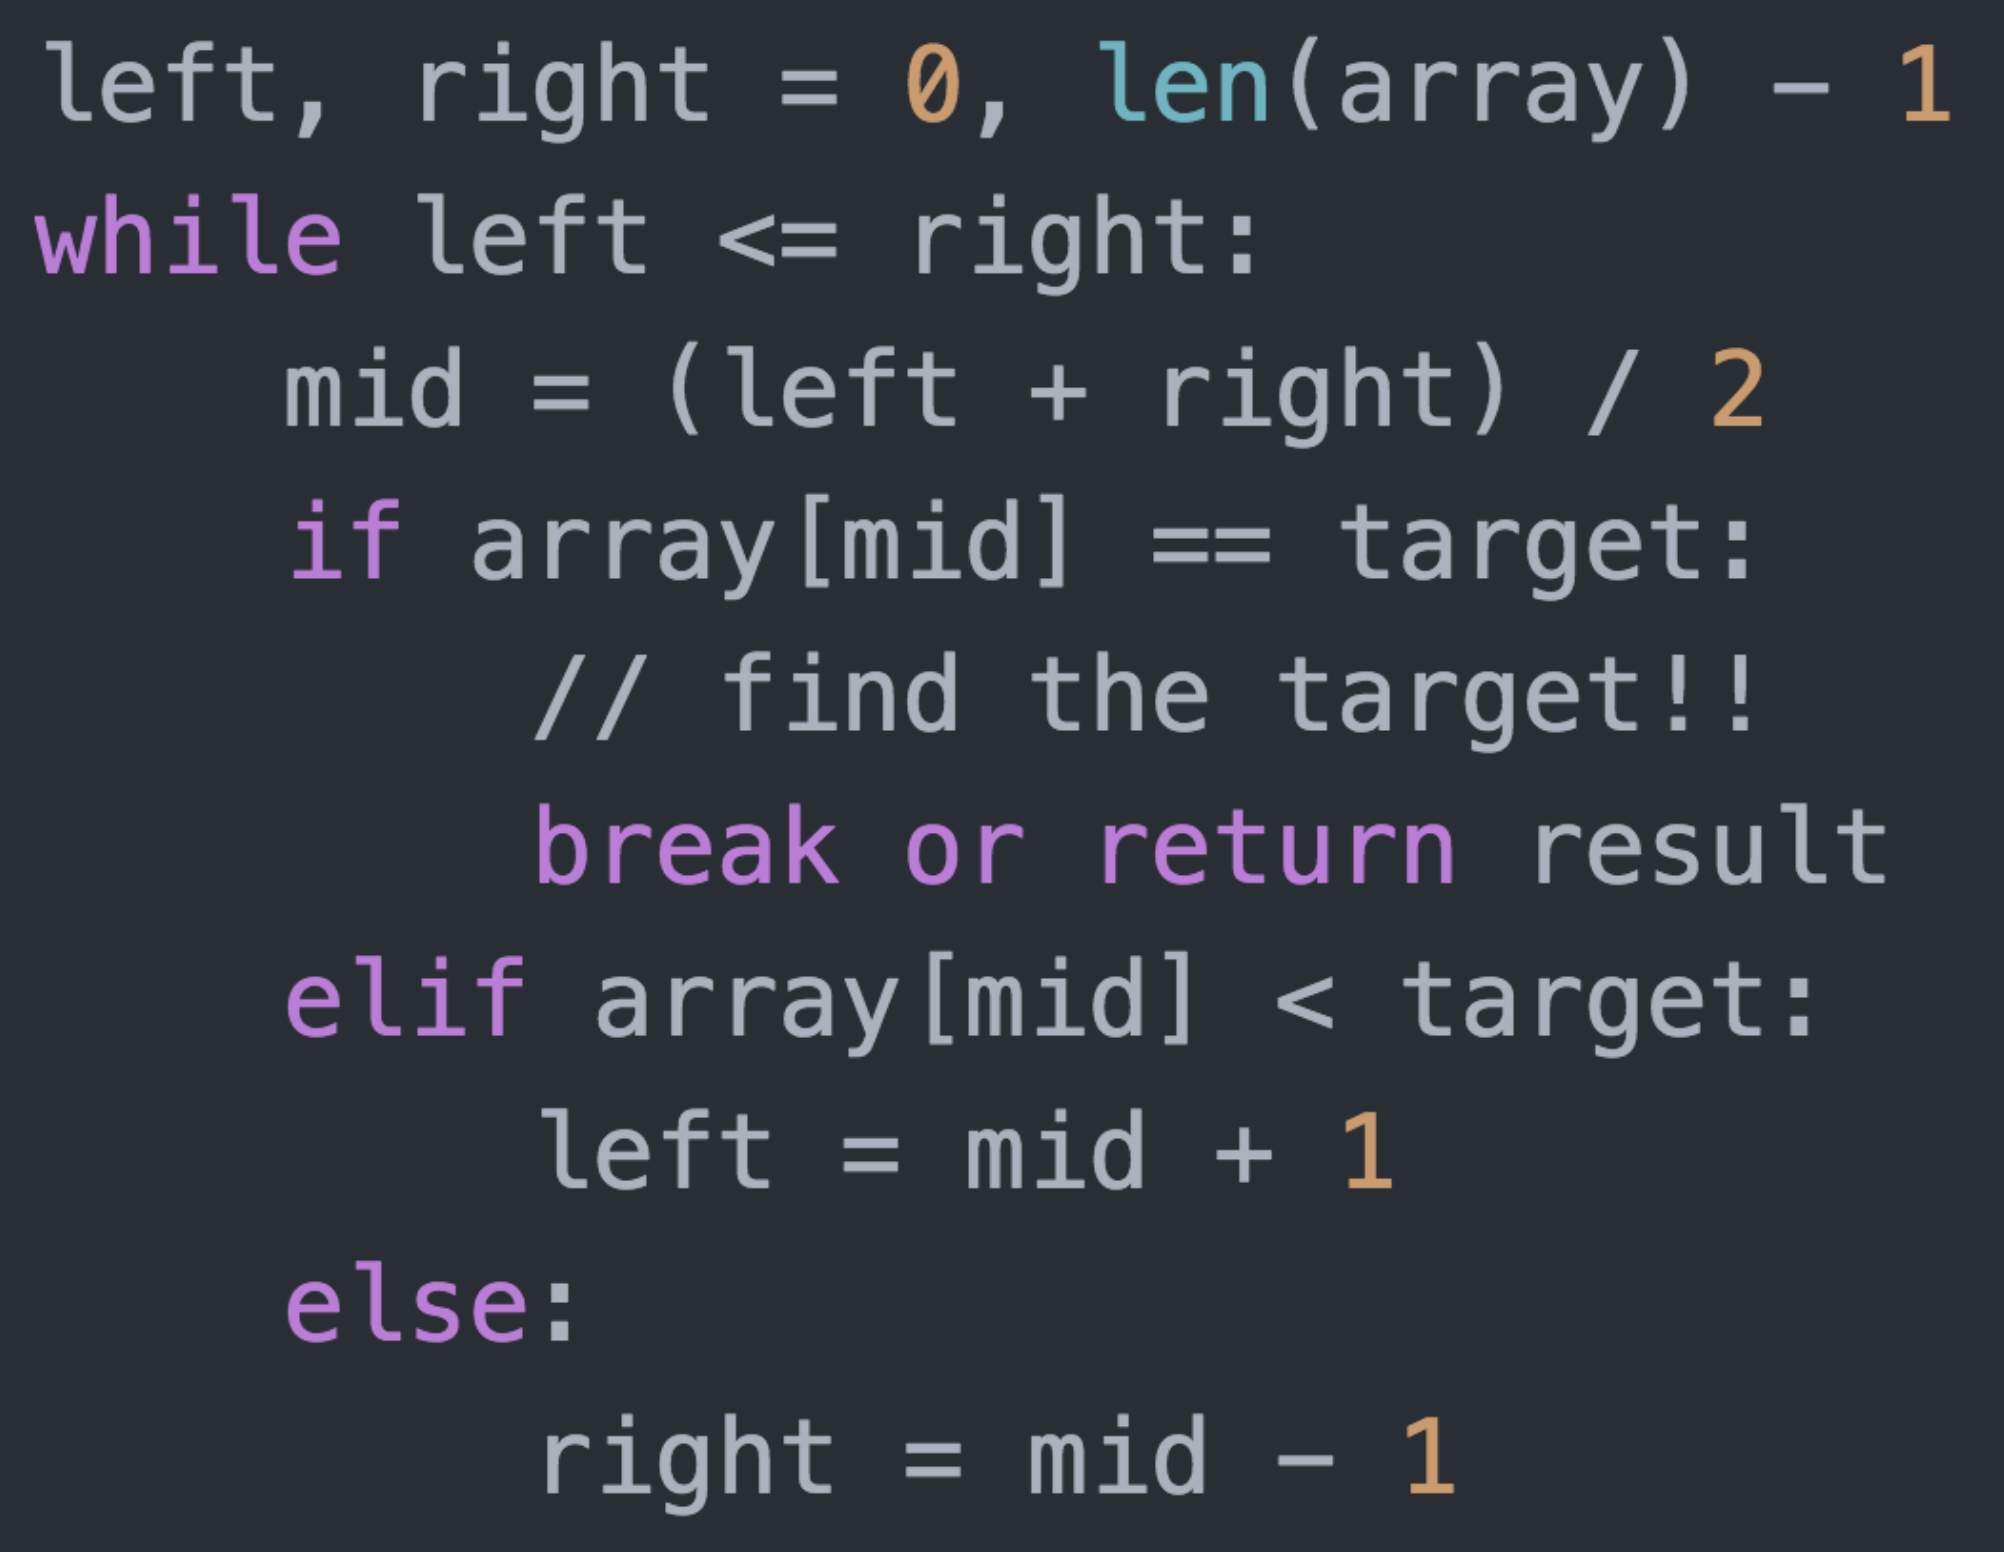 left, right = 0, len(array) - 1
while left <= right:
    mid = (left + right) / 2
    if array[mid] == target:
        // find the target!!
        break or return result
    elif array[mid] < target:
        left = mid + 1
    else:
        right = mid - 1